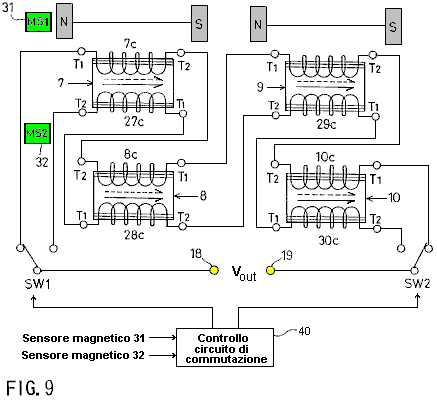 31
MS1 N S N S
7c
T1 T2 T1 T2
7 9
T2 T1 T2 T1
MS2 27c 29c
32
8c 10c
T2 T1 T2 T1
8 10
T1 T2 T1 T2
28c 30c
18 19
Vout
SW1 SW2
40
Sensore magnetico 31
Sensore magnetico 32
Controllo
circuito di
commutazione
FIG. 9